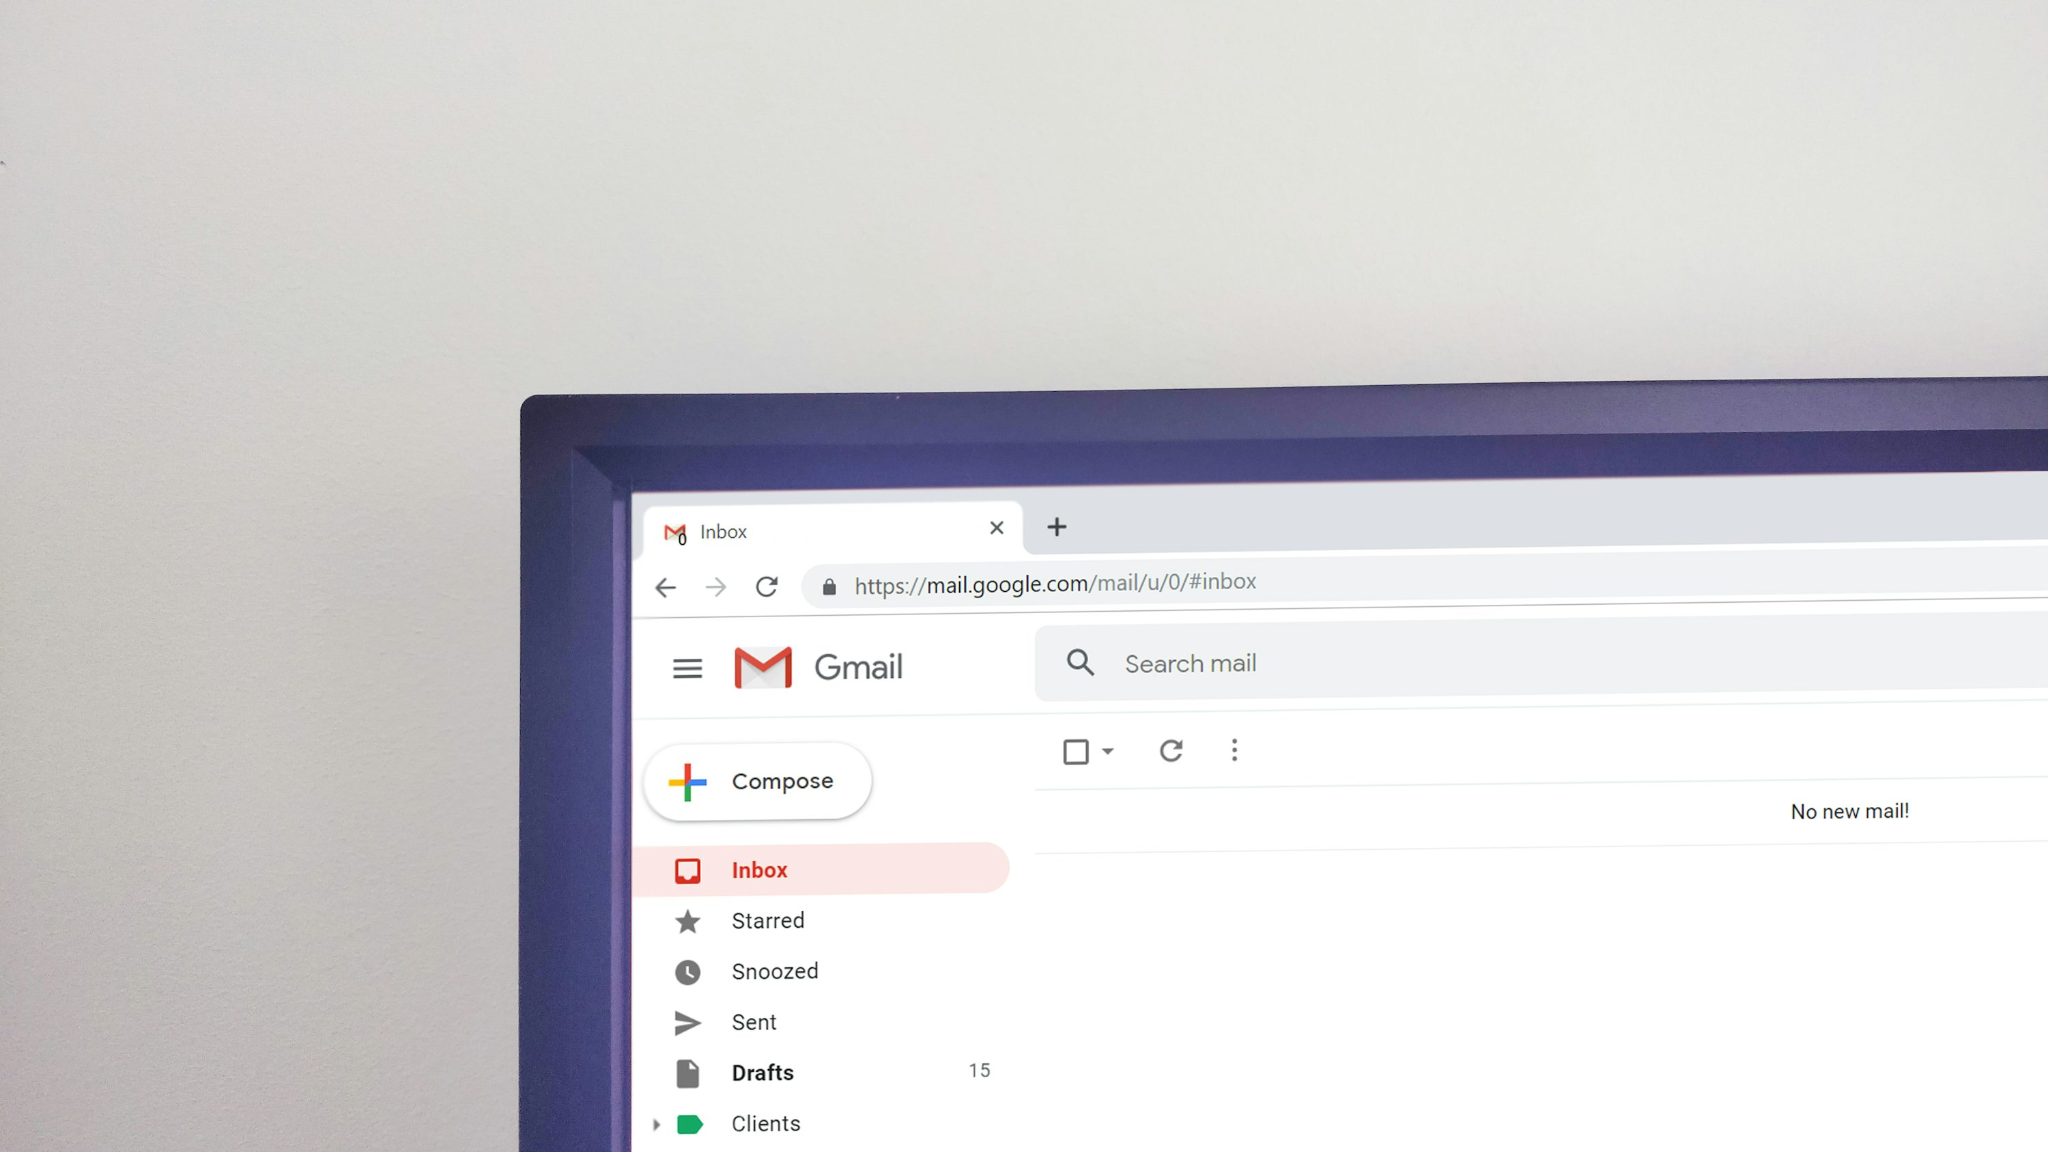 Inbox
https://mail.google.com/mail/u/0/#inbox
Gmail
Search mail
Compose
No new mail!
Inbox
Starred
Snoozed
Sent
Drafts 15
Clients